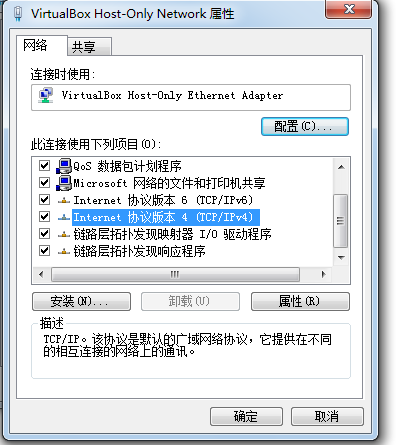 VirtualBox Host-Only Network 属性
网络
共享
连接时使用:
VirtualBox Host-Only Ethernet Adapter
配置(C)...
此连接使用下列项目(O):
QoS 数据包计划程序
Microsoft 网络的文件和打印机共享
Internet 协议版本 6 (TCP/IPv6)
Internet 协议版本 4 (TCP/IPv4)
链路层拓扑发现映射器 I/O 驱动程序
链路层拓扑发现响应程序
安装(N)...
卸载(U)
属性(R)
描述
TCP/IP。该协议是默认的广域网络协议，它提供在不同
的相互连接的网络上的通讯。
确定
取消